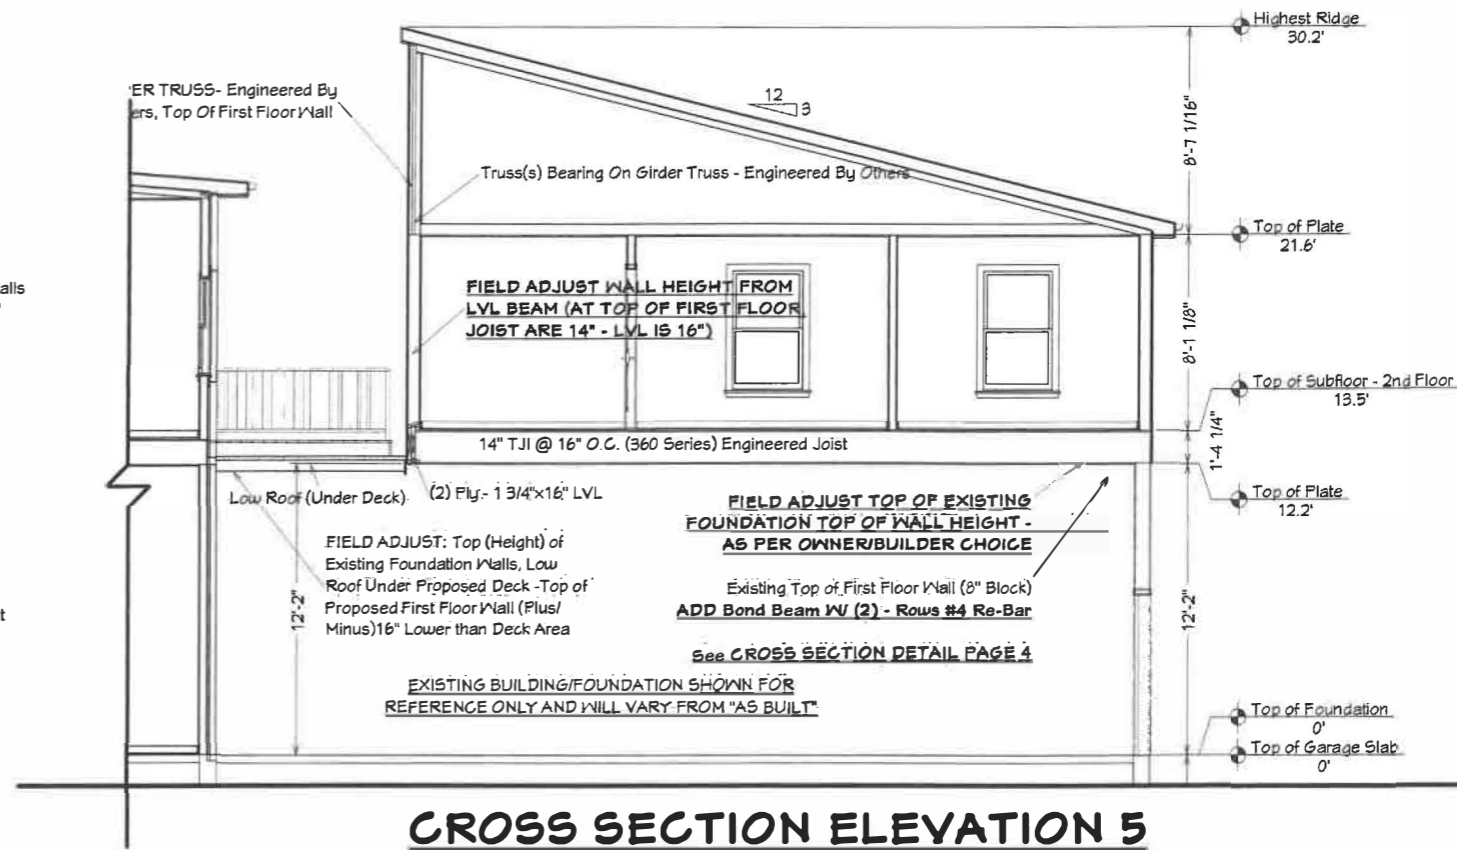 Highest Ridge
30.2'
'ER TRUSS- Engineered By
ers, Top Of First Floor Wall
12
3
8'-7 1/16"
Truss(s) Bearing On Girder Truss - Engineered By Others
Top of Plate
21.6'
alls
FIELD ADJUST WALL HEIGHT FROM
LVL BEAM (AT TOP OF FIRST FLOOR
JOIST ARE 14" - LVL IS 16")
8'-1 1/8"
Top of Subfloor - 2nd Floor
13.5'
14" TJI @ 16" O.C. (360 Series) Engineered Joist
1'-4 1/4"
Low Roof (Under Deck)
(2) Ply.- 1 3/4"x16" LVL
Top of Plate
12.2'
FIELD ADJUST TOP OF EXISTING
FOUNDATION TOP OF WALL HEIGHT -
AS PER OWNER/BUILDER CHOICE
FIELD ADJUST: Top (Height) of
Existing Foundation Walls, Low
Roof Under Proposed Deck -Top of
Proposed First Floor Wall (Plus/
Minus)16" Lower than Deck Area
12'-2"
Existing Top of First Floor Wall (8" Block)
ADD Bond Beam W/ (2) - Rows #4 Re-Bar
12'-2"
t
See CROSS SECTION DETAIL PAGE 4
EXISTING BUILDING/FOUNDATION SHOWN FOR
REFERENCE ONLY AND WILL VARY FROM "AS BUILT"
Top of Foundation
0'
Top of Garage Slab
0'
CROSS SECTION ELEVATION 5